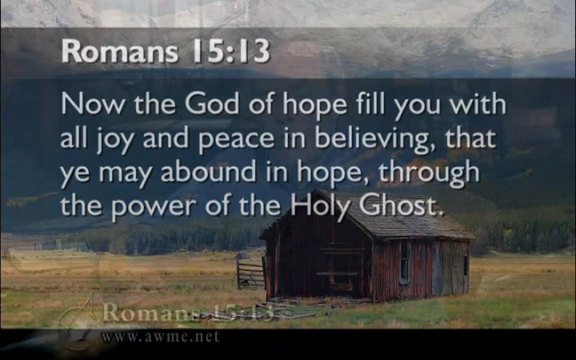 Romans 15:13
Now the God of hope fill you with
all joy and peace in believing, that
ye may abound in hope, through
the power of the Holy Ghost.
Romans 15:13
www.awme.net